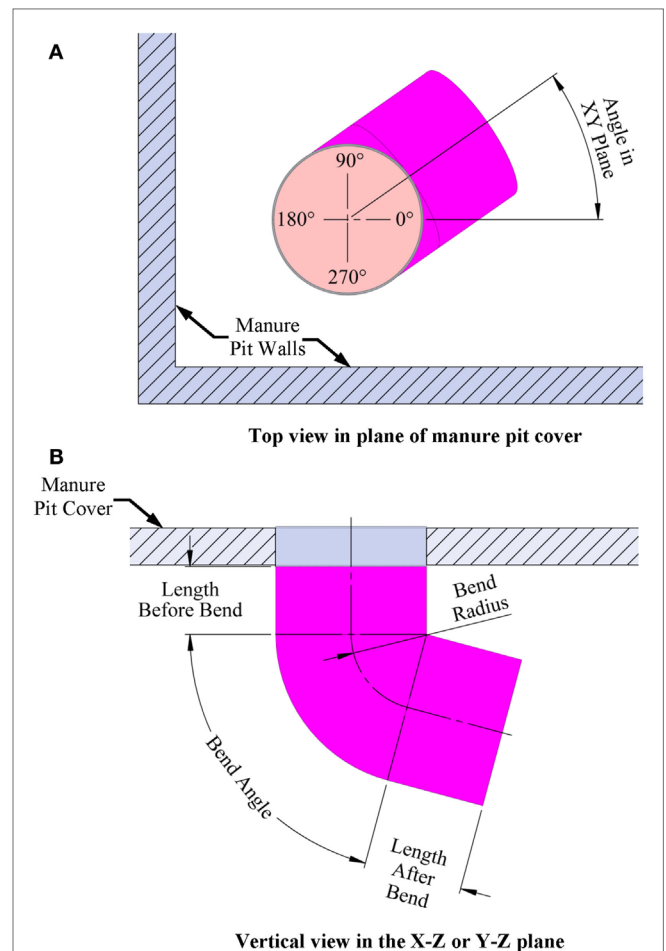 A
90°
180°
0°
270°
Angle in
XY Plane
Manure
Pit Walls
Top view in plane of manure pit cover
B
Manure
Pit Cover
Length
Before Bend
Bend
Radius
Bend Angle
Length
After
Bend
Vertical view in the X-Z or Y-Z plane